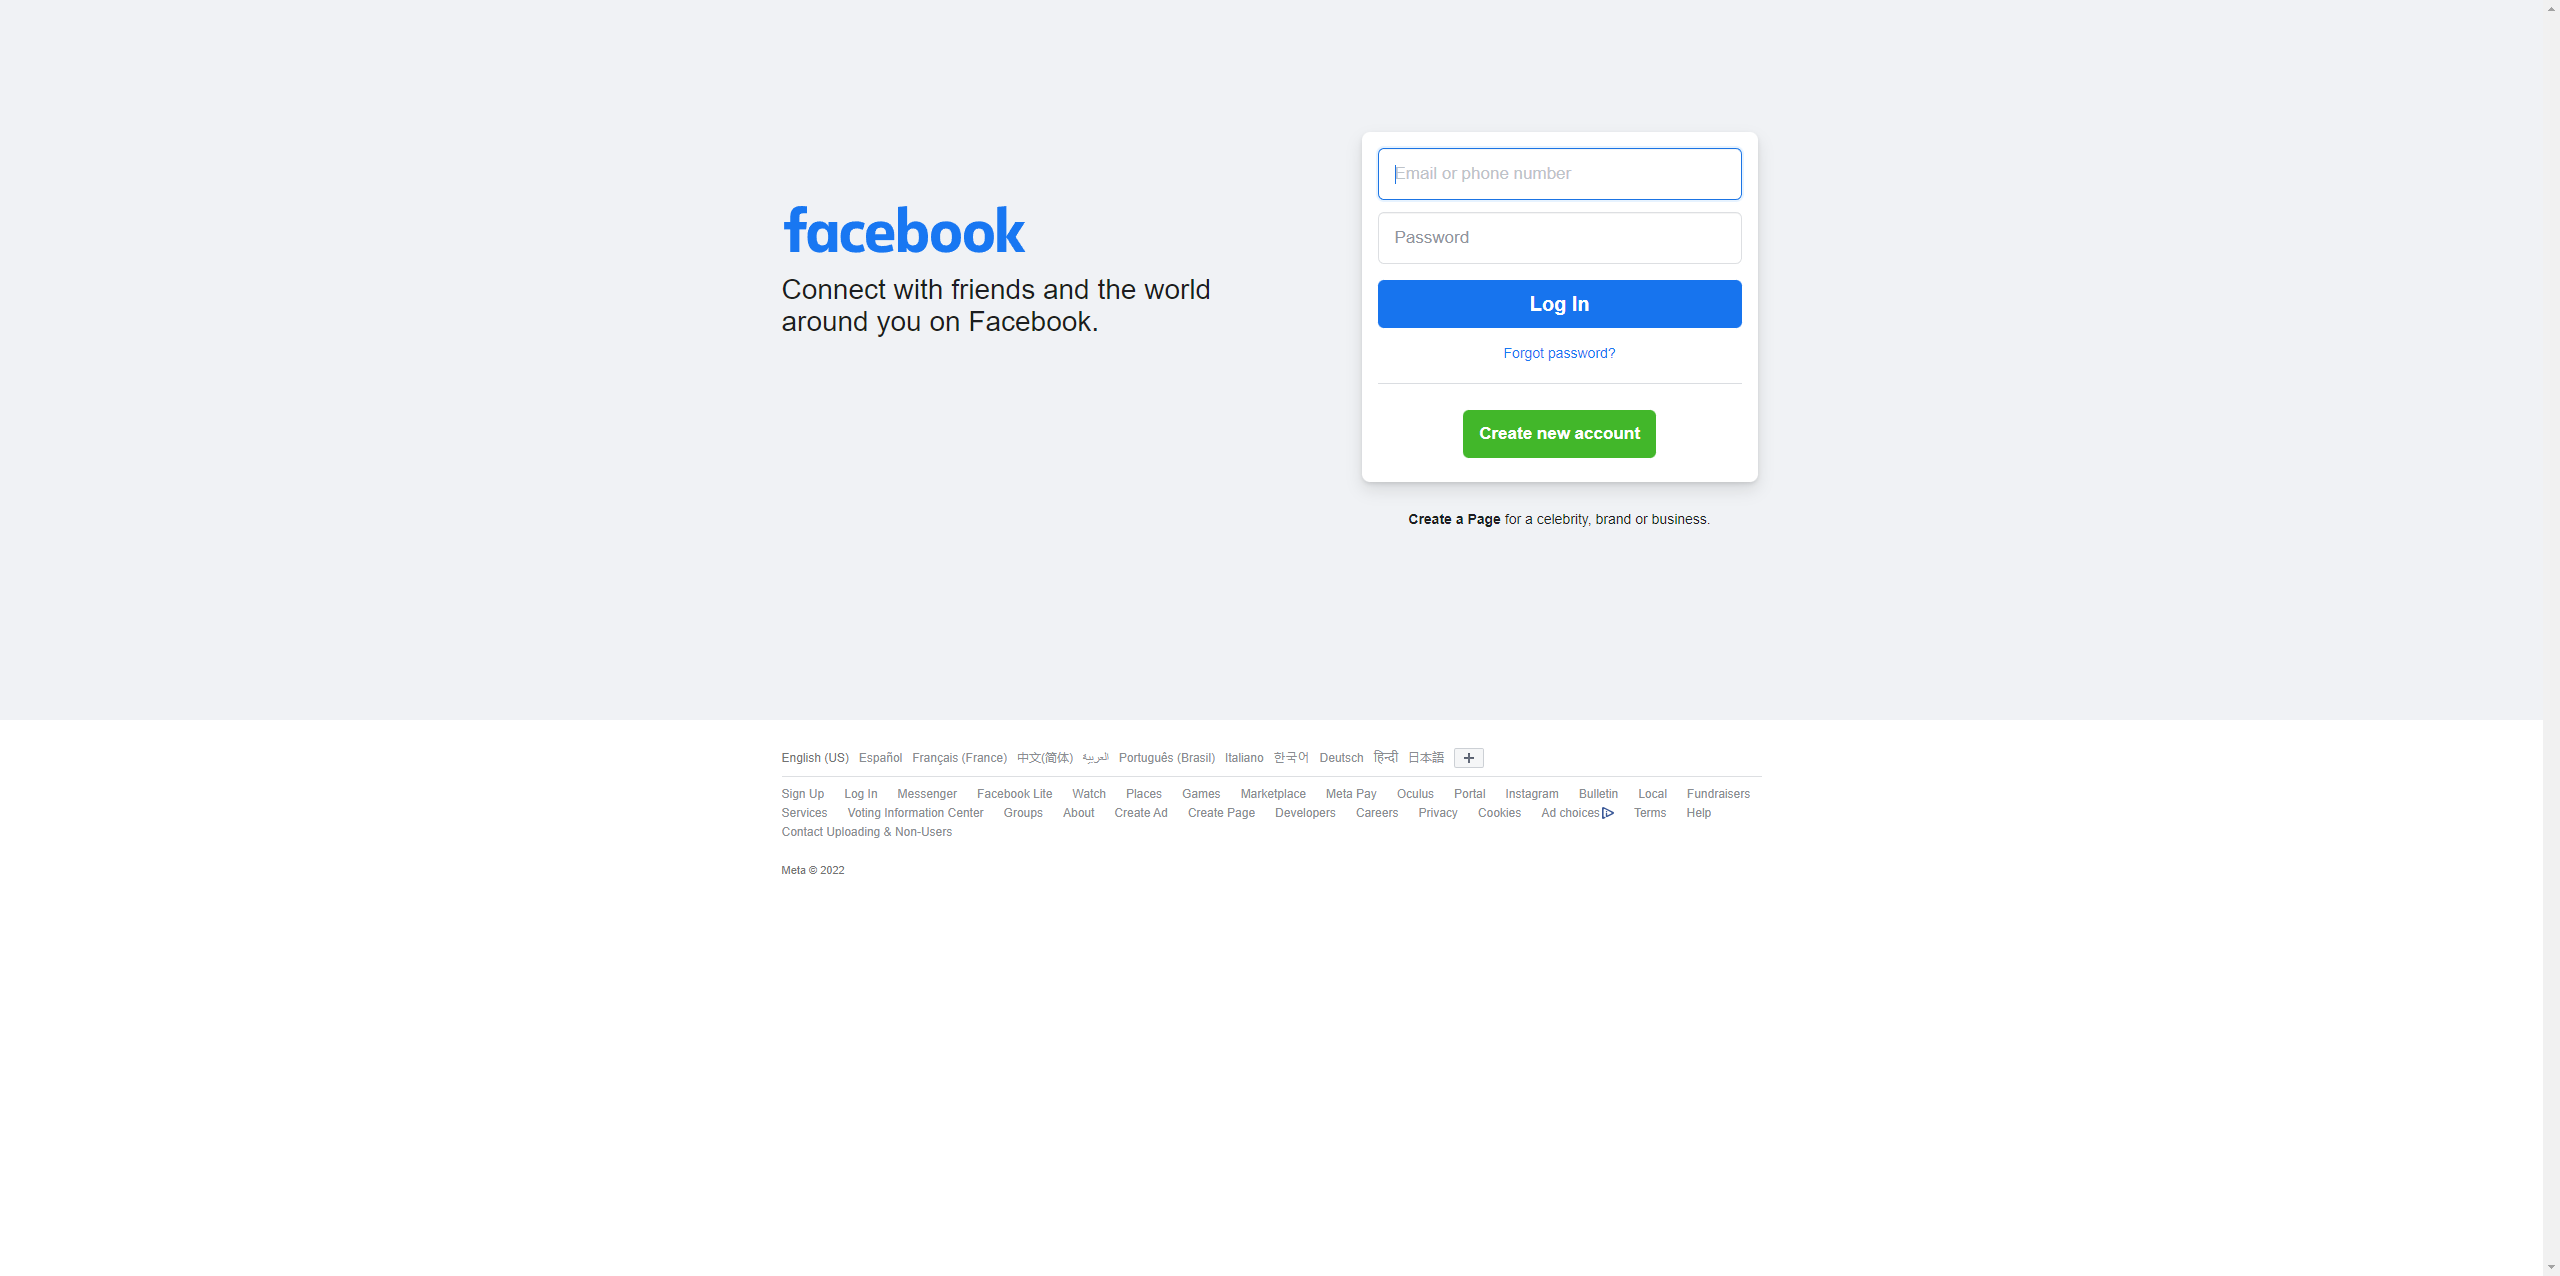 facebook
Connect with friends and the world
around you on Facebook.
Email or phone number
Password
Log In
Forgot password?
Create new account
Create a Page for a celebrity, brand or business.
English (US) Español Français (France) 中文(简体) العربية Português (Brasil) Italiano 한국어 Deutsch हिन्दी 日本語
Sign Up Log In Messenger Facebook Lite Watch Places Games Marketplace Meta Pay Oculus Portal Instagram Bulletin Local Fundraisers
Services Voting Information Center Groups About Create Ad Create Page Developers Careers Privacy Cookies Ad choices Terms Help
Contact Uploading & Non-Users
Meta © 2022